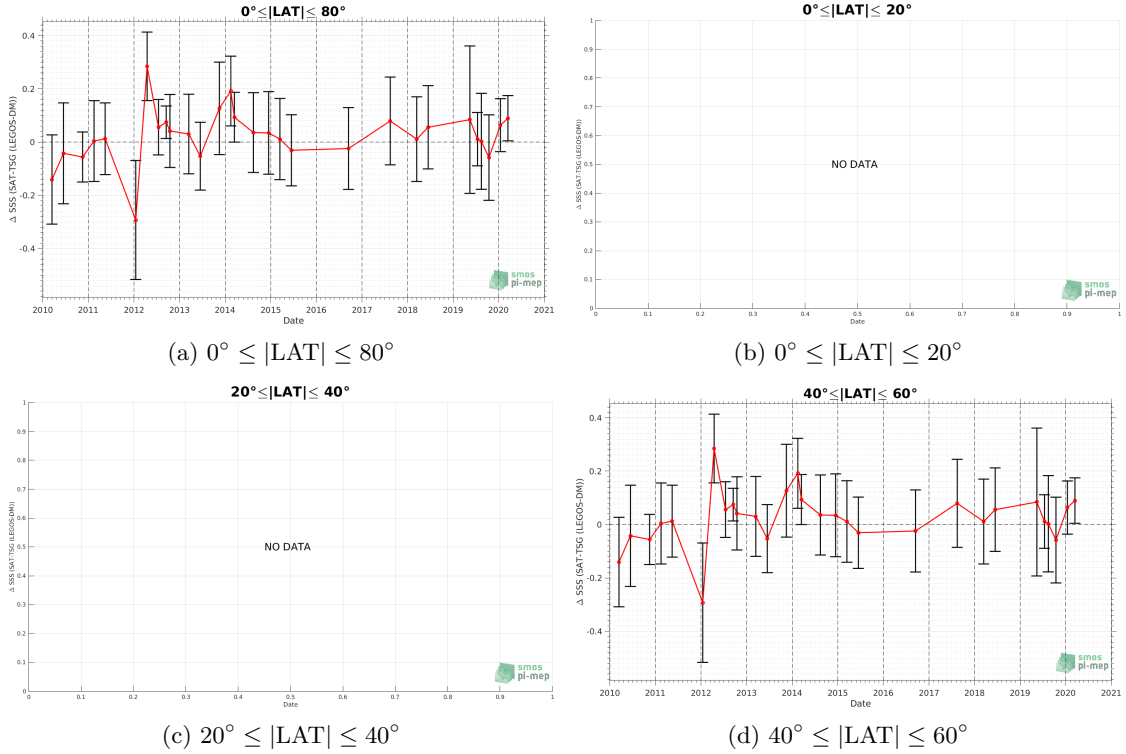 0°≤|LAT|≤ 80°
Δ SSS (SAT-TSG (LEGOS-DM))
0.4
0.2
0
-0.2
-0.4
2010 2011 2012 2013 2014 2015 2016 2017 2018 2019 2020 2021
Date
smos
pi-mep
(a) 0° ≤ |LAT| ≤ 80°
0°≤|LAT|≤ 20°
Δ SSS (SAT-TSG (LEGOS-DM))
1
0.9
0.8
0.7
0.6
0.5
0.4
0.3
0.2
0.1
0
NO DATA
0 0.1 0.2 0.3 0.4 0.5 0.6 0.7 0.8 0.9 1
Date
smos
pi-mep
(b) 0° ≤ |LAT| ≤ 20°
20°≤|LAT|≤ 40°
Δ SSS (SAT-TSG (LEGOS-DM))
1
0.9
0.8
0.7
0.6
0.5
0.4
0.3
0.2
0.1
0
NO DATA
0 0.1 0.2 0.3 0.4 0.5 0.6 0.7 0.8 0.9 1
Date
smos
pi-mep
(c) 20° ≤ |LAT| ≤ 40°
40°≤|LAT|≤ 60°
Δ SSS (SAT-TSG (LEGOS-DM))
0.4
0.2
0
-0.2
-0.4
2010 2011 2012 2013 2014 2015 2016 2017 2018 2019 2020 2021
Date
smos
pi-mep
(d) 40° ≤ |LAT| ≤ 60°